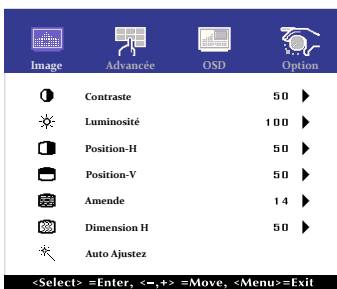 Image Advancée OSD Option
Contraste 50
Luminosité 100
Position-H 50
Position-V 50
Amende 14
Dimension H 50
Auto Ajustez
<Select> =Enter, <−,+> =Move, <Menu>=Exit